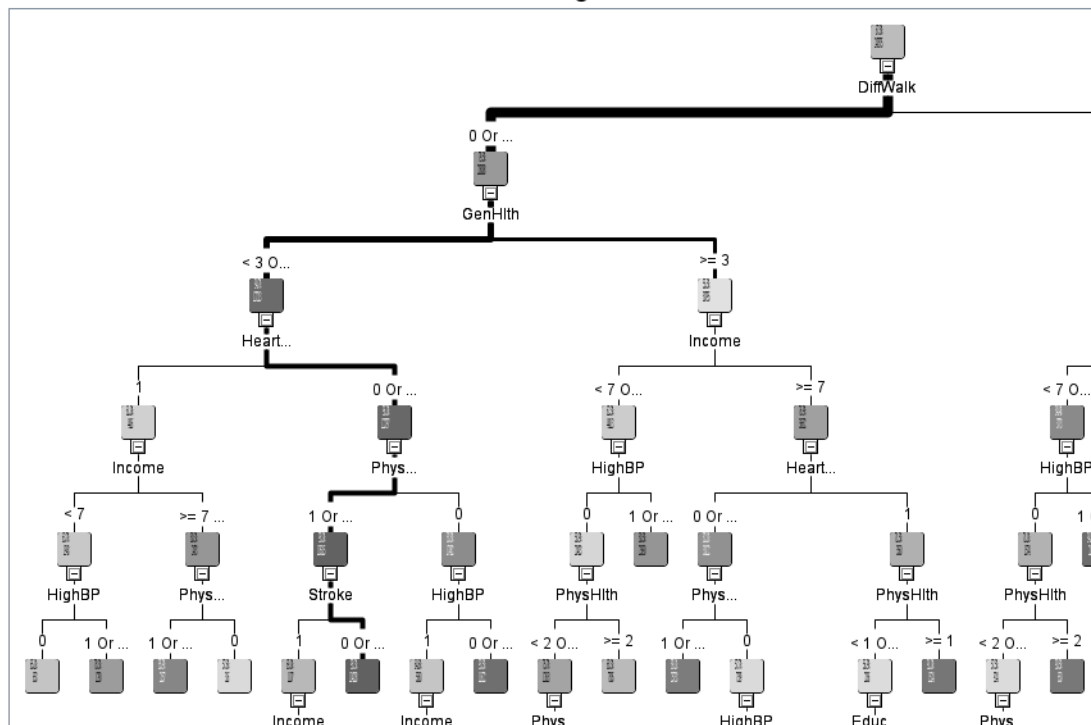 DiffWalk
0 Or ...
GenHlth
< 3 O... >= 3
Heart... Income
1 0 Or ... < 7 O... >= 7 < 7 O...
Income Phys... HighBP Heart... HighBP
< 7 >= 7 ... 1 Or ... 0 0 1 Or ... 0 Or ... 1 0
HighBP Phys... Stroke HighBP PhysHlth Phys... PhysHlth PhysHlth
0 1 Or ... 1 Or ... 0 1 0 Or ... 1 0 Or ... < 2 O... >= 2 1 Or ... 0 < 1 O... >= 1 < 2 O... >= 2
Income Income Phys HighBP Educ Phys